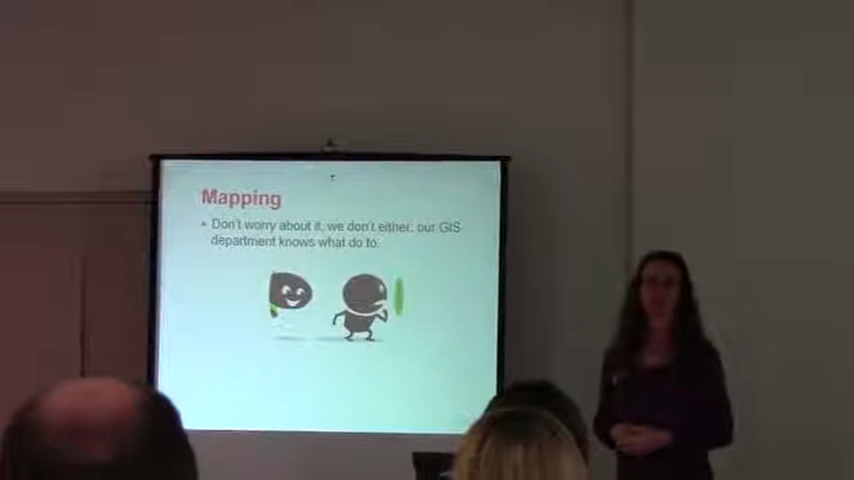 Mapping
• Don't worry about it, we don't either, our GIS
department knows what do to.